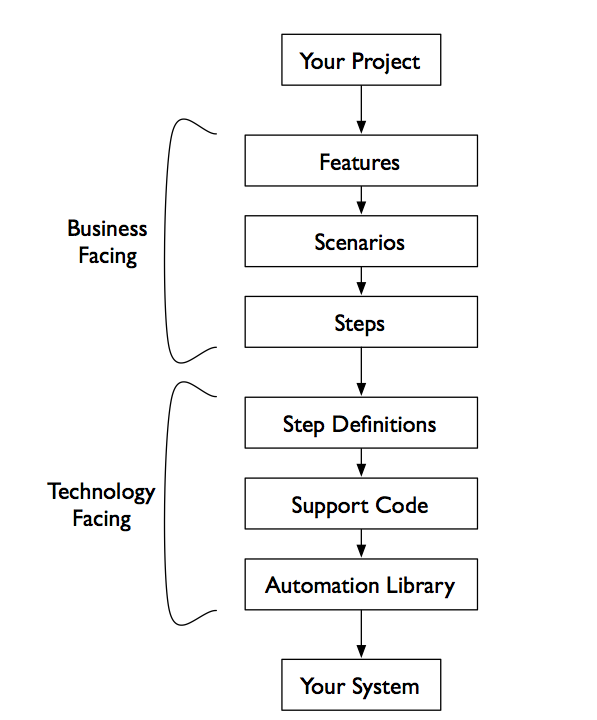 Your Project
Features
Business
Facing
Scenarios
Steps
Step Definitions
Technology
Facing
Support Code
Automation Library
Your System